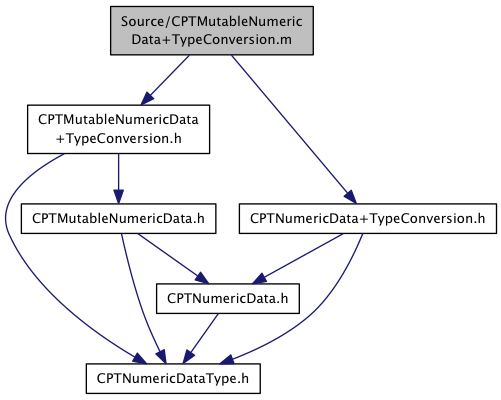 Source/CPTMutableNumeric
Data+TypeConversion.m
CPTMutableNumericData
+TypeConversion.h
CPTMutableNumericData.h
CPTNumericData+TypeConversion.h
CPTNumericData.h
CPTNumericDataType.h